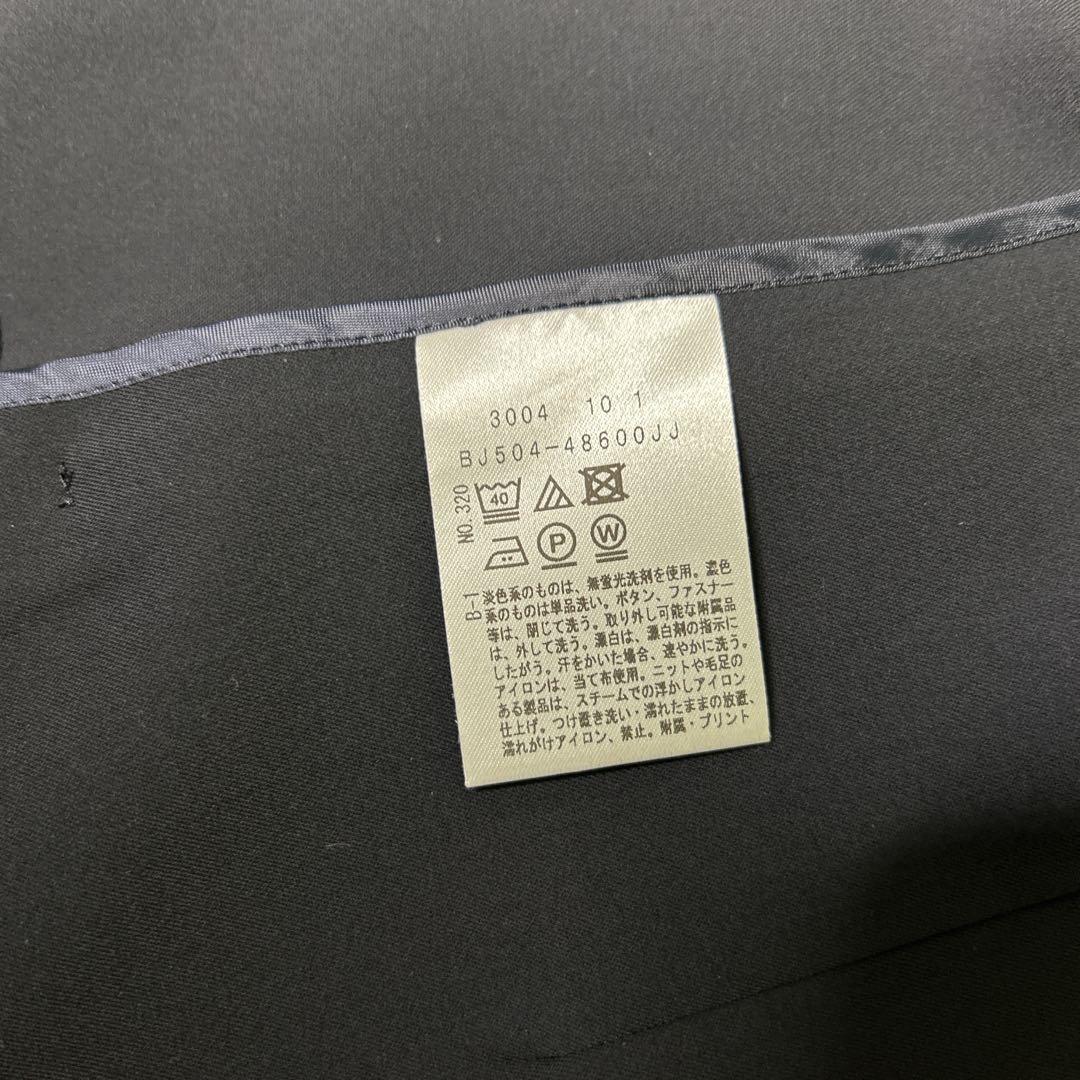 3004 10 1
BJ504-48600JJ
NO.320
40
P
W
B-1
淡色系のものは、無蛍光洗剤を使用。濃色
系のものは単品洗い。ボタン、ファスナー
等は、閉じて洗う。取り外し可能な附属品
は、外して洗う。漂白は、漂白剤の指示に
したがう。汗をかいた場合、速やかに洗う。
アイロンは、当て布使用。ニットや毛足の
ある製品は、スチームでの浮かしアイロン
仕上げ。つけ置き洗い・濡れたままの放置、
濡れがけアイロン、禁止。附属・プリント